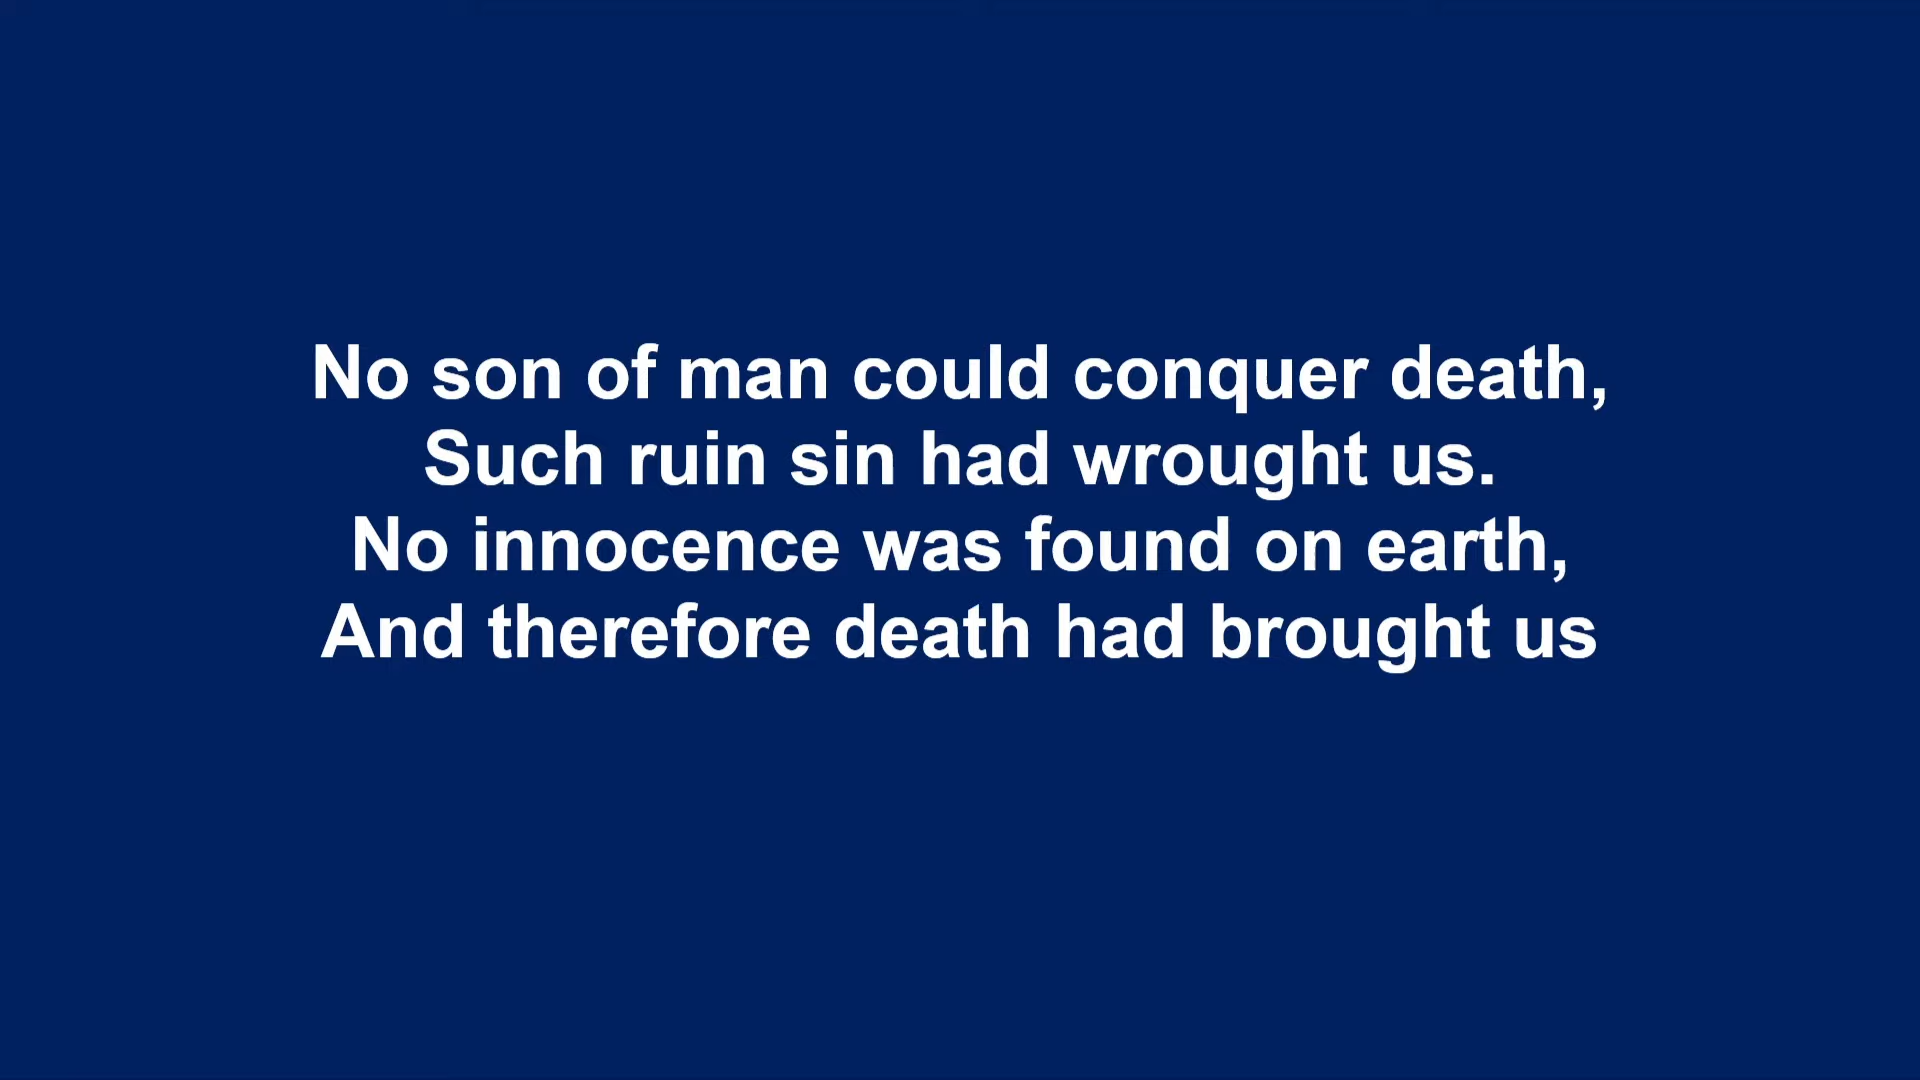 No son of man could conquer death,
Such ruin sin had wrought us.
No innocence was found on earth,
And therefore death had brought us